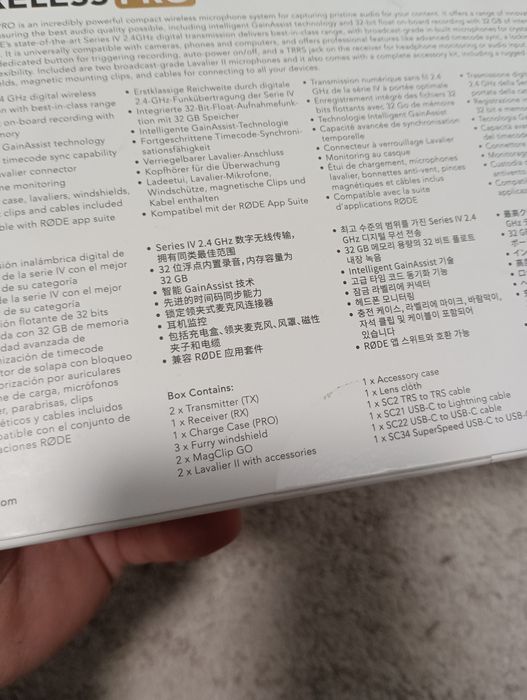 ELESS PRO
PRO is an incredibly powerful compact wireless microphone system for capturing pristine audio for your content. It offers a range of
suring the best audio quality possible, including intelligent GainAssist technology and 32-bit float on-board recording with 32 GB of
E's state-of-the-art Series IV 2.4GHz digital transmission delivers best-in-class range, with broadcast-grade in-built microphones for
It is universally compatible with cameras, phones and computers, and offers professional features like advanced timecode sync, a
dedicated button for triggering recording, auto-power on/off, and a TRRS jack on the receiver for headphone monitoring or audio input
exibility. Included are two broadcast-grade Lavalier II microphones and it also comes with a complete accessory kit, including a rugged
lds, magnetic mounting clips, and cables for connecting to all your devices.
.4 GHz digital wireless
n with best-in-class range
on-board recording with
mory
GainAssist technology
timecode sync capability
valier connector
ne monitoring
case, lavaliers, windshields,
clips and cables included
ble with RØDE app suite
• Erstklassige Reichweite durch digitale
2.4-GHz-Funkübertragung der Serie IV
• Integrierte 32-Bit-Float-Aufnahmefunk-
tion mit 32 GB Speicher
• Intelligente GainAssist-Technologie
• Fortgeschrittene Timecode-Synchroni-
sationsfähigkeit
• Verriegelbarer Lavalier-Anschluss
• Kopfhörer für die Überwachung
• Ladeetui, Lavalier-Mikrofone,
Windschütze, magnetische Clips und
Kabel enthalten
• Kompatibel mit der RØDE App Suite
• Transmission numérique sans fil 2.4
GHz de la série IV à portée optimale
• Enregistrement intégré des fichiers 32
bits flottants avec 32 Go de mémoire
• Technologie Intelligent GainAssist
• Capacité avancée de synchronisation
temporelle
• Connecteur à verrouillage Lavalier
• Monitoring au casque
• Étui de chargement, microphones
lavalier, bonnettes anti-vent, pinces
magnétiques et câbles inclus
• Compatible avec la suite
d'applications RØDE
sión inalámbrica digital de
de la serie IV con el mejor
de su categoría
de la serie IV con el mejor
de su categoría
ón flotante de 32 bits
da con 32 GB de memoria
dad avanzada de
nización de timecode
tor de solapa con bloqueo
orización por auriculares
he de carga, micrófonos
er, parabrisas, clips
éticos y cables incluidos
patible con el conjunto de
caciones RØDE
• Series IV 2.4 GHz 数字无线传输,
拥有同类最佳范围
• 32 位浮点内置录音,内存容量为
32 GB
• 智能 GainAssist 技术
• 先进的时间码同步能力
• 锁定领夹式麦克风连接器
• 耳机监控
• 包括充电盒、领夹麦克风、风罩、磁性
夹子和电缆
• 兼容 RØDE 应用套件
• 최고 수준의 범위를 가진 Series IV 2.4
GHz 디지털 무선 전송
• 32 GB 메모리 용량의 32 비트 플로트
내장 녹음
• Intelligent GainAssist 기술
• 고급 타임 코드 동기화 기능
• 잠금 라벨리에 커넥터
• 헤드폰 모니터링
• 충전 케이스, 라벨리에 마이크, 바람막이,
자석 클립 및 케이블이 포함되어
있습니다
• RØDE 앱 스위트와 호환 가능
Box Contains:
2 x Transmitter (TX)
1 x Receiver (RX)
1 x Charge Case (PRO)
3 x Furry windshield
2 x MagClip GO
2 x Lavalier II with accessories
1 x Accessory case
1 x Lens cloth
1 x SC2 TRS to TRS cable
1 x SC21 USB-C to Lightning cable
1 x SC22 USB-C to USB-C cable
1 x SC34 SuperSpeed USB-C to USB-
om